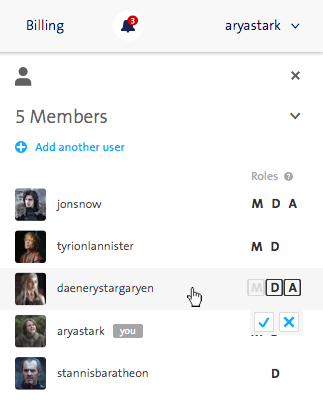 Billing 3 aryastark
5 Members
Add another user
Roles ?
jonsnow M D A
tyrionlannister M D
daenerystargaryen M D A
aryastark you
stannisbaratheon D